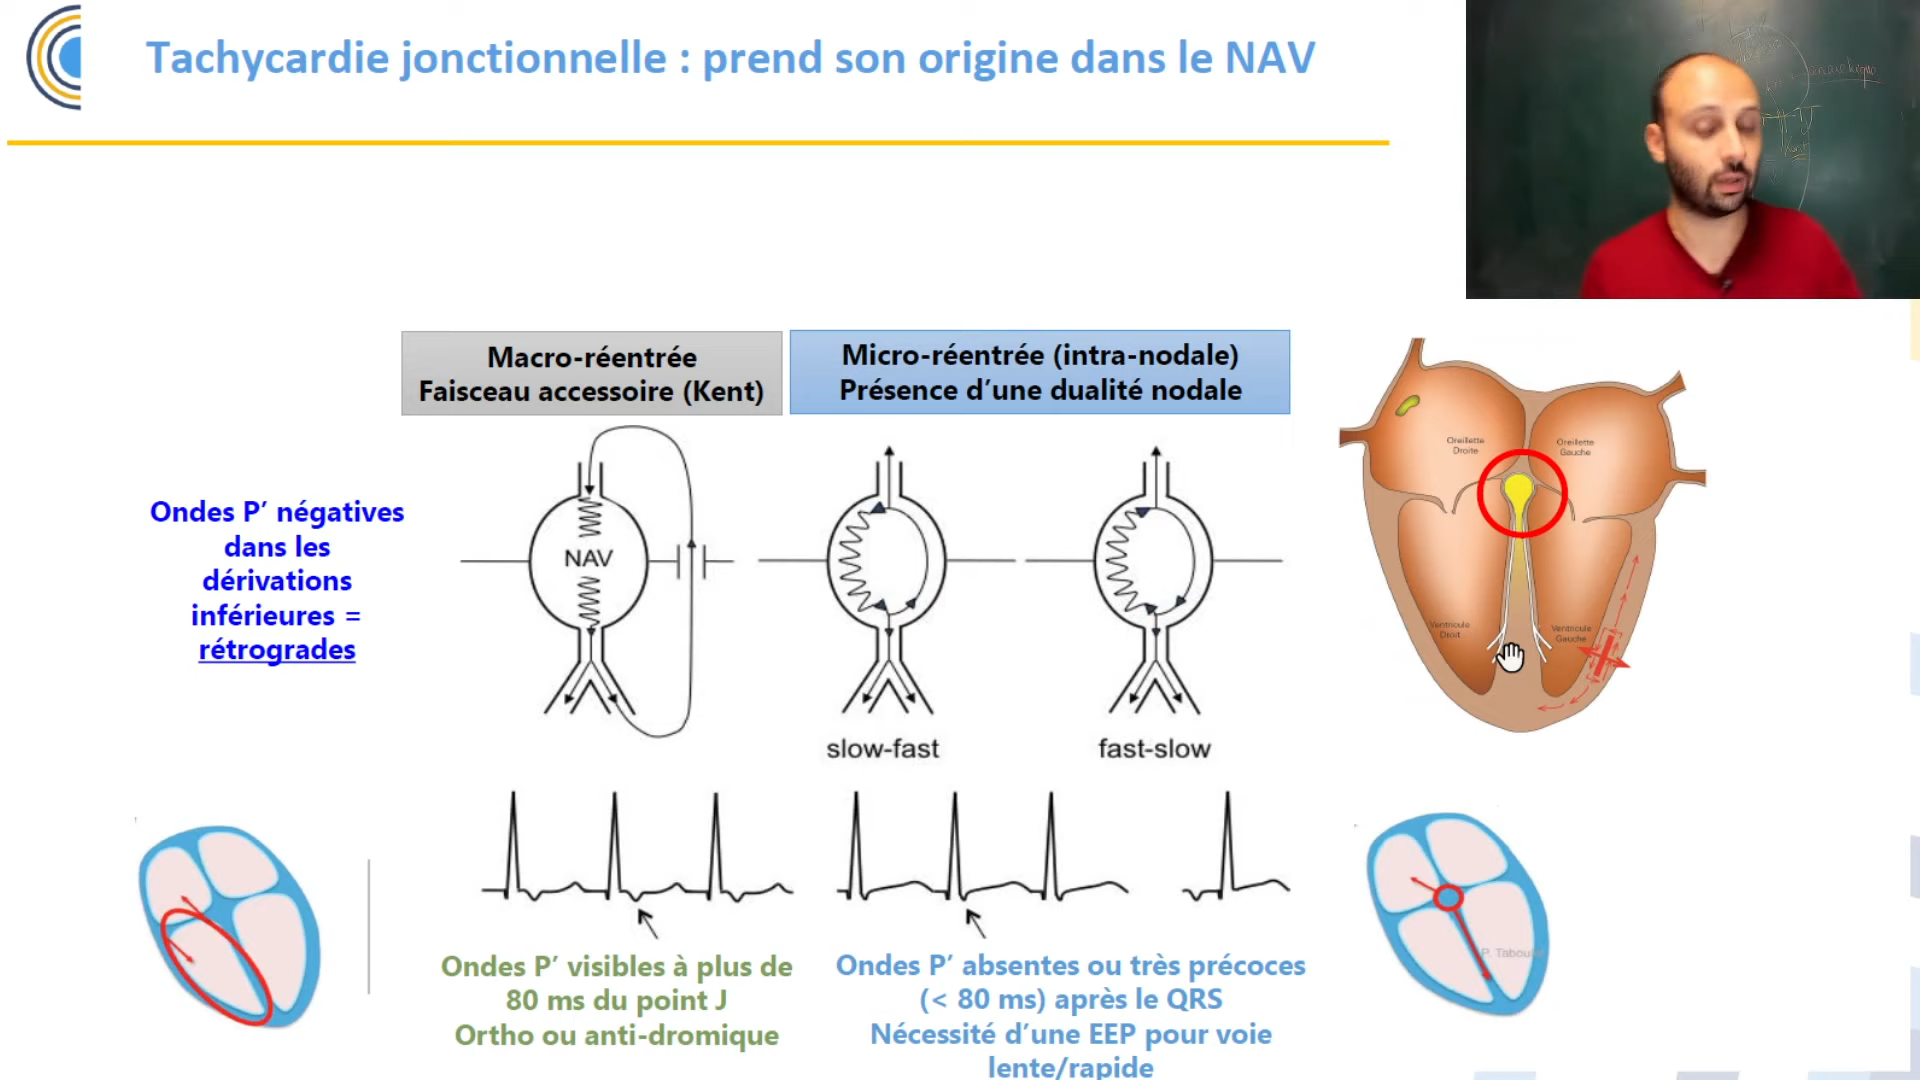 Tachycardie jonctionnelle : prend son origine dans le NAV
Macro-réentrée
Faisceau accessoire (Kent)
Micro-réentrée (intra-nodale)
Présence d’une dualité nodale
Ondes P’ négatives
dans les
dérivations
inférieures =
rétrogrades
NAV
slow-fast
fast-slow
Oreillette
Droite
Oreillette
Gauche
Ventricule
Droit
Ventricule
Gauche
Ondes P’ visibles à plus de
80 ms du point J
Ortho ou anti-dromique
Ondes P’ absentes ou très précoces
(< 80 ms) après le QRS
Nécessité d’une EEP pour voie
lente/rapide